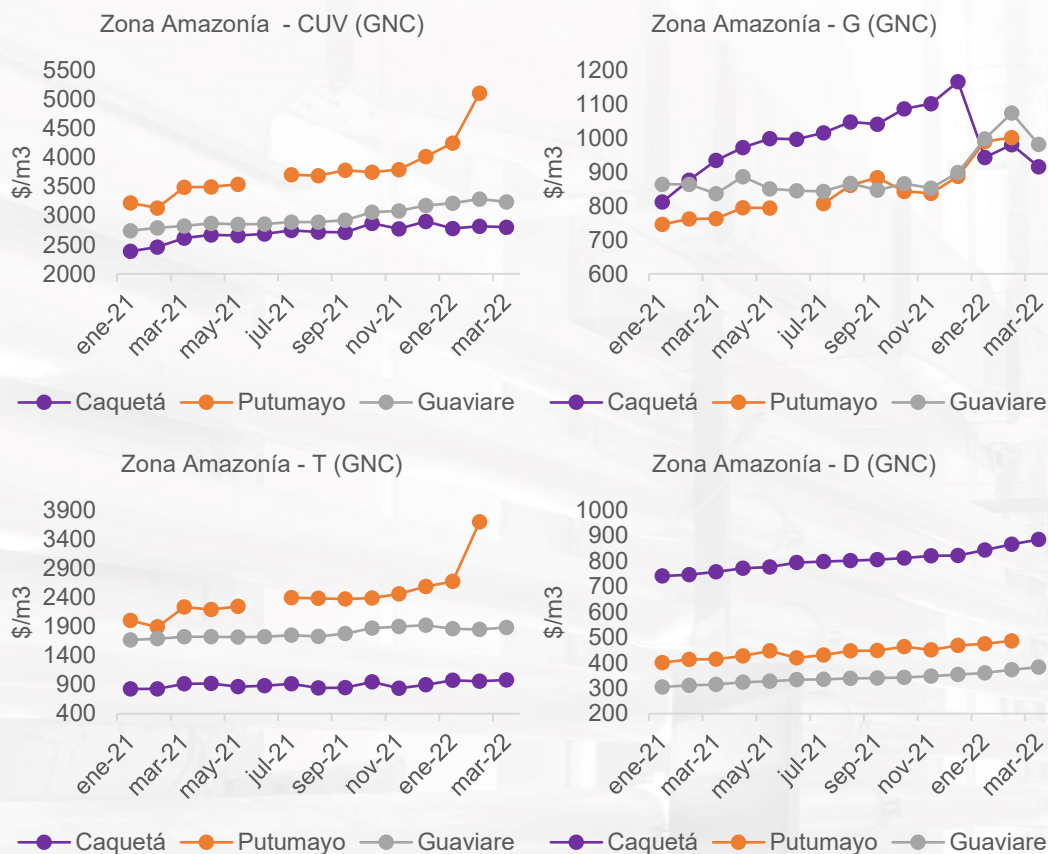 Zona Amazonía  - CUV (GNC)
$/m3
5500
5000
4500
4000
3500
3000
2500
2000
ene-21
mar-21
may-21
jul-21
sep-21
nov-21
ene-22
mar-22
Caquetá
Putumayo
Guaviare
Zona Amazonía - G (GNC)
$/m3
1200
1100
1000
900
800
700
600
ene-21
mar-21
may-21
jul-21
sep-21
nov-21
ene-22
mar-22
Caquetá
Putumayo
Guaviare
Zona Amazonía - T (GNC)
$/m3
3900
3400
2900
2400
1900
1400
900
400
ene-21
mar-21
may-21
jul-21
sep-21
nov-21
ene-22
mar-22
Caquetá
Putumayo
Guaviare
Zona Amazonía - D (GNC)
$/m3
1000
900
800
700
600
500
400
300
200
ene-21
mar-21
may-21
jul-21
sep-21
nov-21
ene-22
mar-22
Caquetá
Putumayo
Guaviare